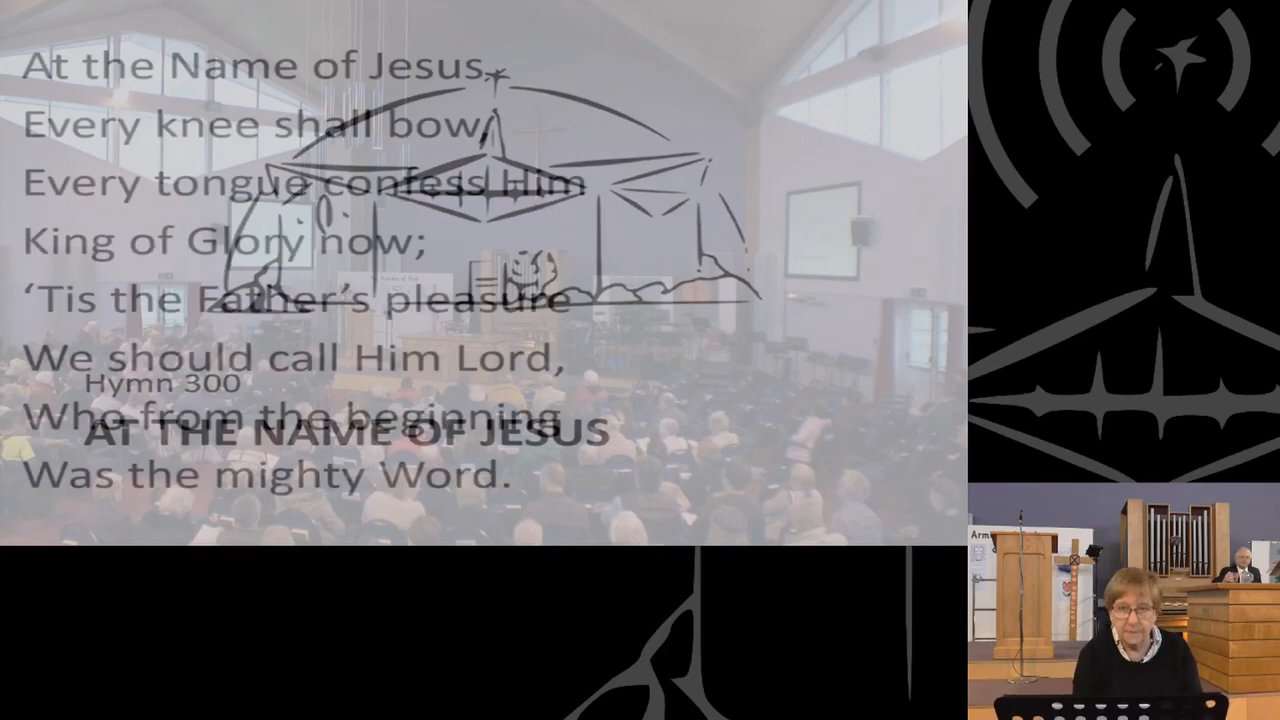 At the Name of Jesus,
Every knee shall bow,
Every tongue confess Him
King of Glory now;
‘Tis the Father’s pleasure
We should call Him Lord,
Hymn 300
Who from the beginning
AT THE NAME OF JESUS
Was the mighty Word.
Arm